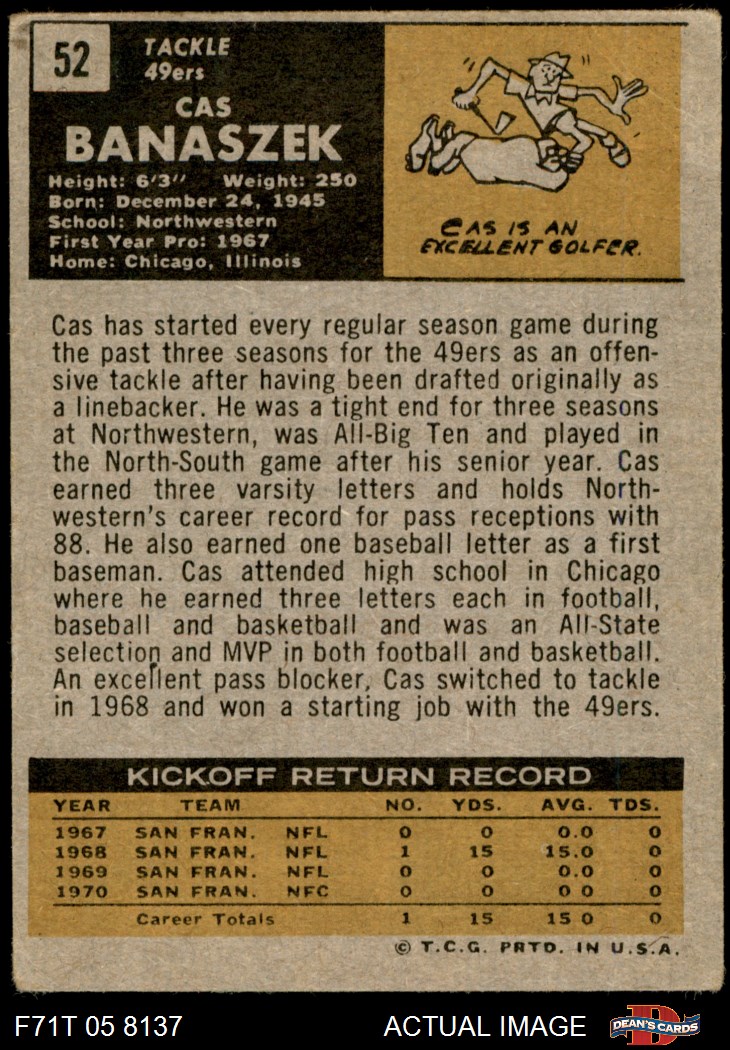 52
TACKLE
49ers
CAS
BANASZEK
Height: 6'3" Weight: 250
Born: December 24, 1945
School: Northwestern
First Year Pro: 1967
Home: Chicago, Illinois
CAS IS AN
EXCELLENT GOLFER.
Cas has started every regular season game during
the past three seasons for the 49ers as an offen-
sive tackle after having been drafted originally as
a linebacker. He was a tight end for three seasons
at Northwestern, was All-Big Ten and played in
the North-South game after his senior year. Cas
earned three varsity letters and holds North-
western's career record for pass receptions with
88. He also earned one baseball letter as a first
baseman. Cas attended high school in Chicago
where he earned three letters each in football,
baseball and basketball and was an All-State
selection and MVP in both football and basketball.
An excellent pass blocker, Cas switched to tackle
in 1968 and won a starting job with the 49ers.
KICKOFF RETURN RECORD
YEAR TEAM NO. YDS. AVG. TDS.
1967 SAN FRAN. NFL 0 0 0.0 0
1968 SAN FRAN. NFL 1 15 15.0 0
1969 SAN FRAN. NFL 0 0 0.0 0
1970 SAN FRAN. NFC 0 0 0 0 0
Career Totals 1 15 15 0 0
© T.C.G. PRTD. IN U.S.A.
F71T 05 8137 ACTUAL IMAGE D DEAN'S CARDS